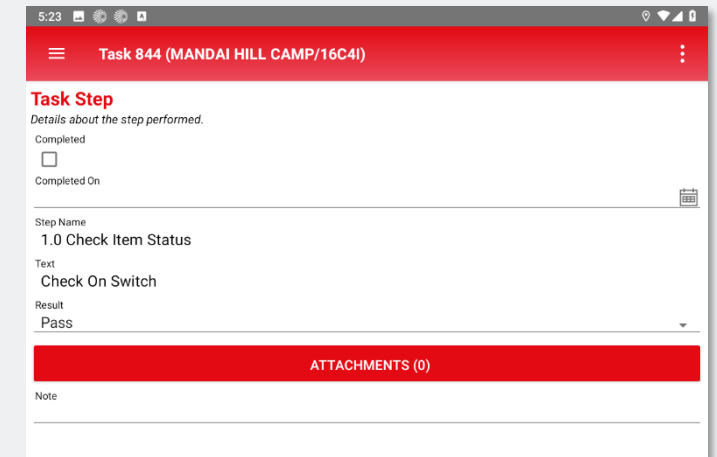 5:23
Task 844 (MANDAI HILL CAMP/16C4I)
Task Step
Details about the step performed.
Completed
Completed On
Step Name
1.0 Check Item Status
Text
Check On Switch
Result
Pass
ATTACHMENTS (0)
Note